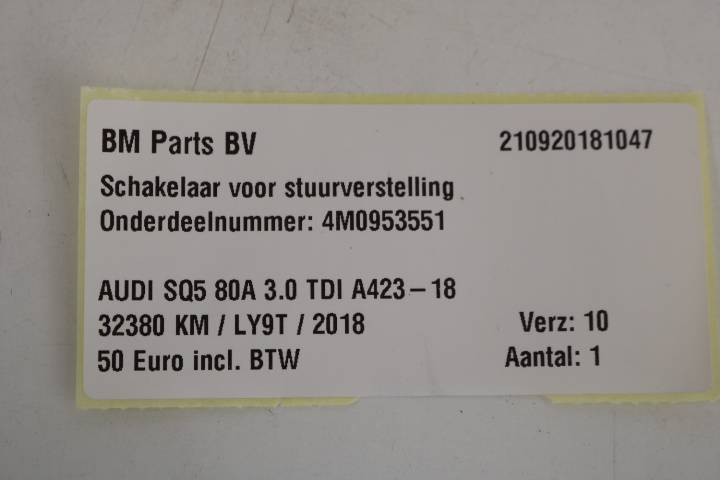 BM Parts BV 210920181047
Schakelaar voor stuurverstelling
Onderdeelnummer: 4M0953551
AUDI SQ5 80A 3.0 TDI A423-18
32380 KM / LY9T / 2018 Verz: 10
50 Euro incl. BTW Aantal: 1